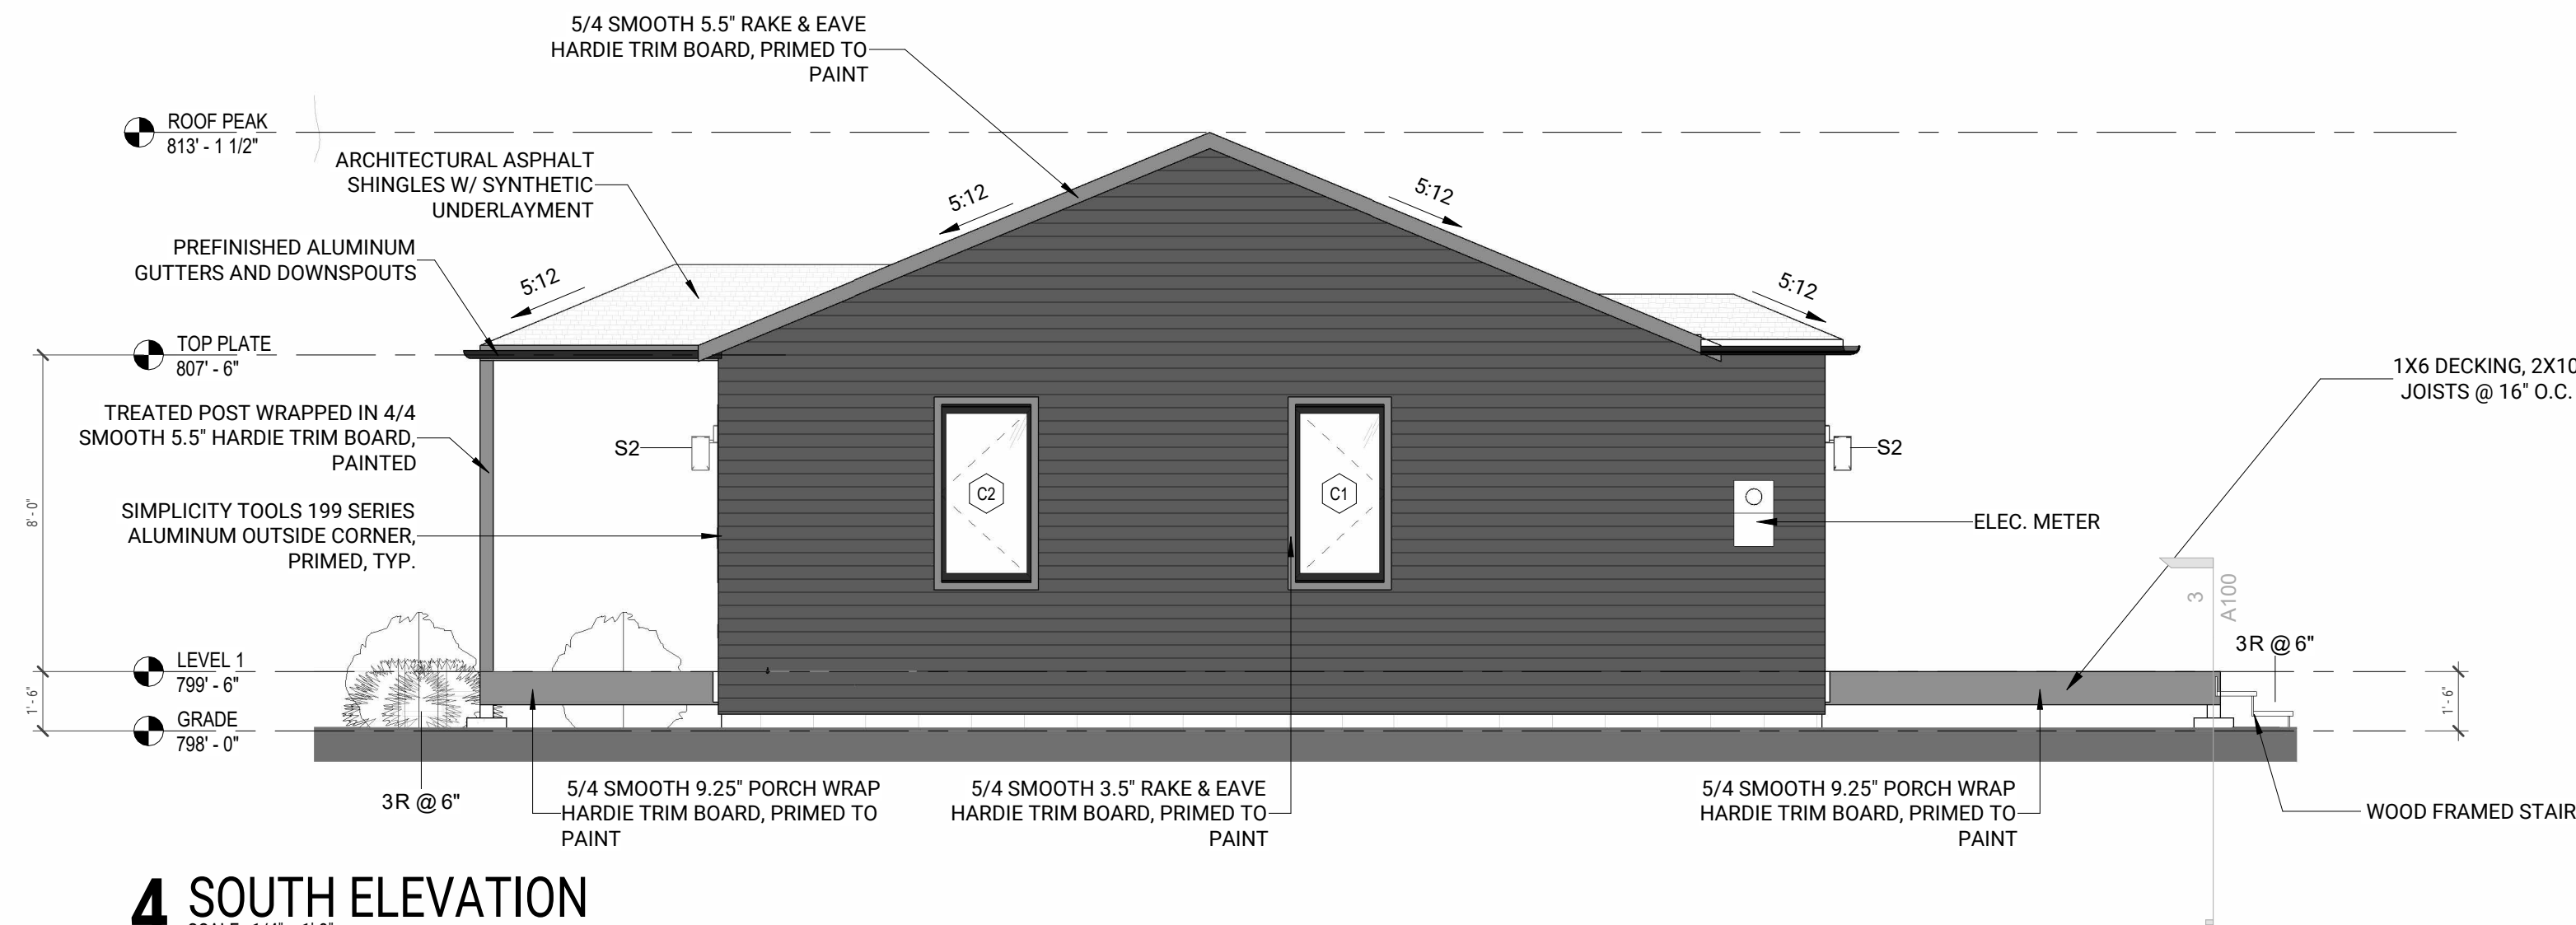 5/4 SMOOTH 5.5" RAKE & EAVE
HARDIE TRIM BOARD, PRIMED TO
PAINT
ROOF PEAK
813' - 1 1/2"
ARCHITECTURAL ASPHALT
SHINGLES W/ SYNTHETIC
UNDERLAYMENT
5:12
5:12
PREFINISHED ALUMINUM
GUTTERS AND DOWNSPOUTS
5:12
5:12
TOP PLATE
807' - 6"
1X6 DECKING, 2X10
JOISTS @ 16" O.C.
TREATED POST WRAPPED IN 4/4
SMOOTH 5.5" HARDIE TRIM BOARD,
PAINTED
S2
S2
C2
C1
8' - 0"
SIMPLICITY TOOLS 199 SERIES
ALUMINUM OUTSIDE CORNER,
PRIMED, TYP.
ELEC. METER
3
A100
3R @ 6"
LEVEL 1
799' - 6"
1' - 6"
1' - 6"
GRADE
798' - 0"
3R @ 6"
5/4 SMOOTH 9.25" PORCH WRAP
HARDIE TRIM BOARD, PRIMED TO
PAINT
5/4 SMOOTH 3.5" RAKE & EAVE
HARDIE TRIM BOARD, PRIMED TO
PAINT
5/4 SMOOTH 9.25" PORCH WRAP
HARDIE TRIM BOARD, PRIMED TO
PAINT
WOOD FRAMED STAIR
4 SOUTH ELEVATION